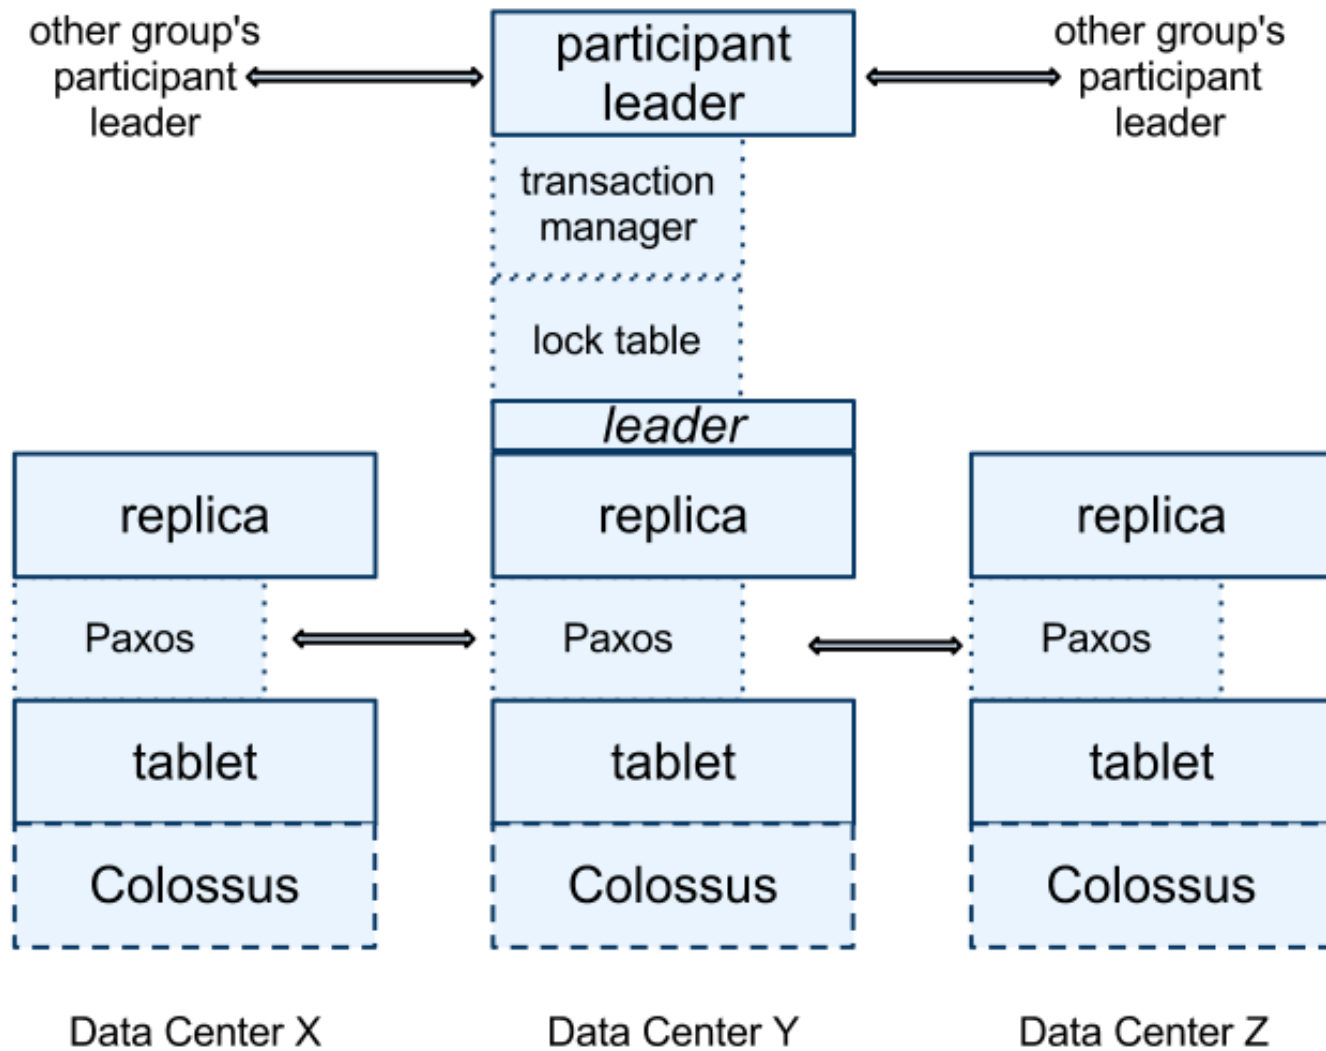 other group's
participant
leader
participant
leader
other group's
participant
leader
transaction
manager
lock table
leader
replica
replica
replica
Paxos
Paxos
Paxos
tablet
tablet
tablet
Colossus
Colossus
Colossus
Data Center X
Data Center Y
Data Center Z